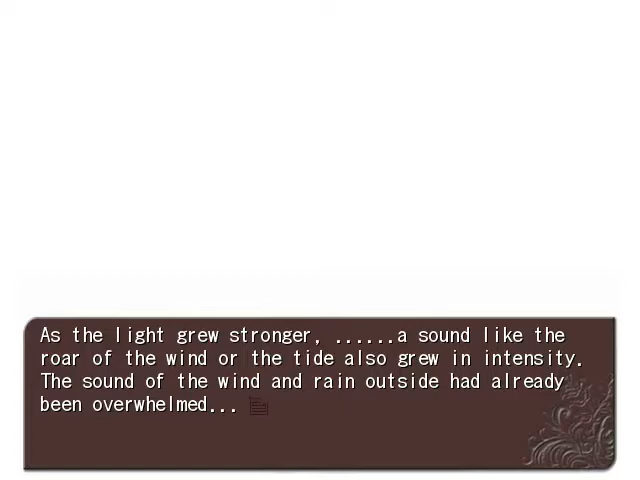 As the light grew stronger, ......a sound like the
roar of the wind or the tide also grew in intensity.
The sound of the wind and rain outside had already
been overwhelmed...